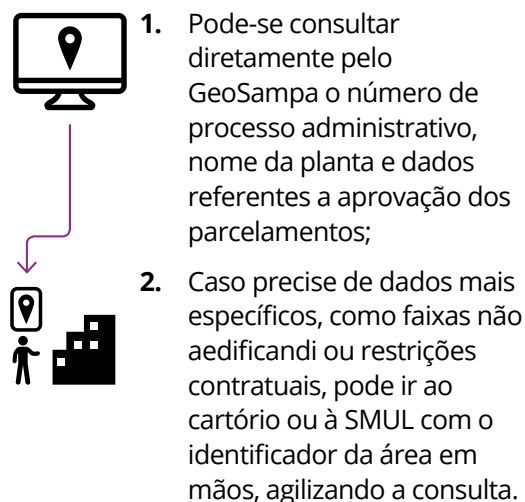 1. Pode-se consultar
diretamente pelo
GeoSampa o número de
processo administrativo,
nome da planta e dados
referentes a aprovação dos
parcelamentos;
2. Caso precise de dados mais
específicos, como faixas não
aedificandi ou restrições
contratuais, pode ir ao
cartório ou à SMUL com o
identificador da área em
mãos, agilizando a consulta.